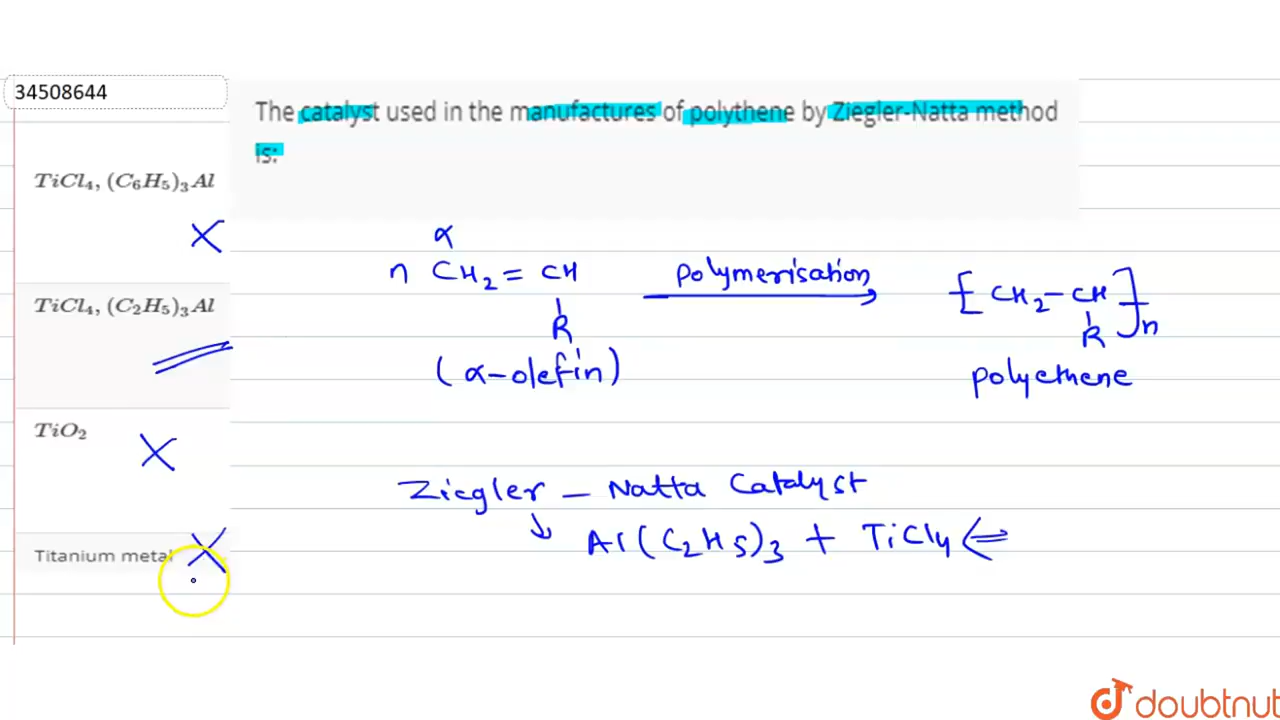 34508644
The catalyst used in the manufactures of polythene by Ziegler-Natta method
is:
TiCl₄, (C₆H₅)₃Al
X
TiCl₄, (C₂H₅)₃Al
TiO₂
X
Titanium metal X
α
n CH₂ = CH
R
(α-olefin)
polymerisation
[CH₂-CH]n
R
polyethene
Ziegler - Natta Catalyst
↓ Al(C₂H₅)₃ + TiCl₄
doubtnut